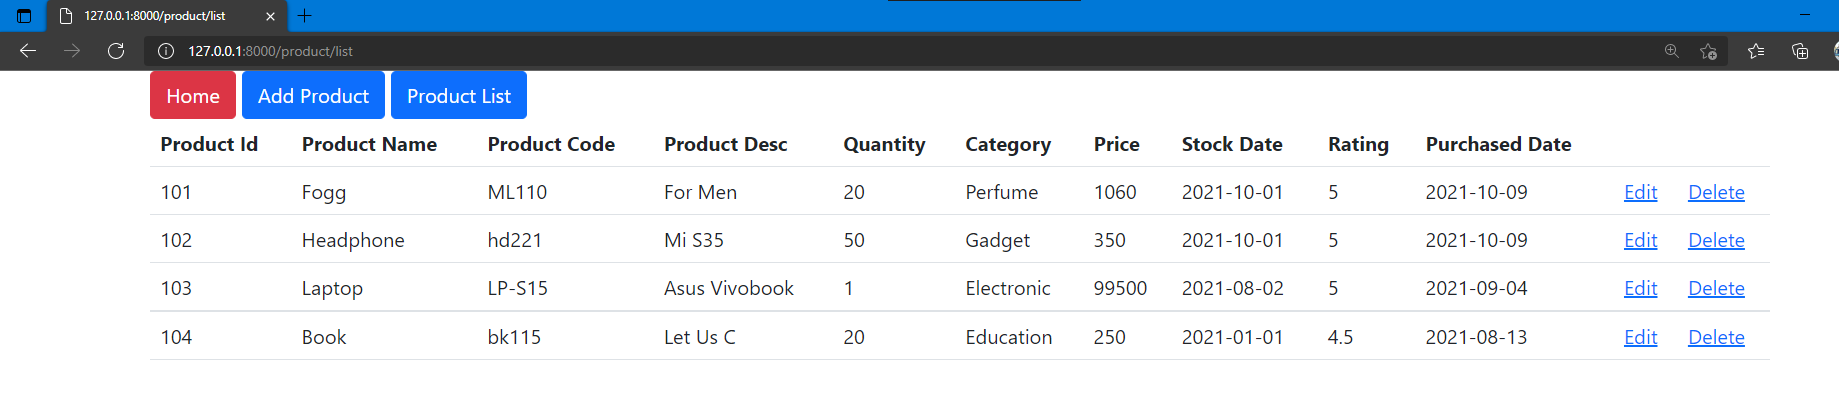 127.0.0.1:8000/product/list
127.0.0.1:8000/product/list
Home Add Product Product List
Product Id Product Name Product Code Product Desc Quantity Category Price Stock Date Rating Purchased Date
101 Fogg ML110 For Men 20 Perfume 1060 2021-10-01 5 2021-10-09 Edit Delete
102 Headphone hd221 Mi S35 50 Gadget 350 2021-10-01 5 2021-10-09 Edit Delete
103 Laptop LP-S15 Asus Vivobook 1 Electronic 99500 2021-08-02 5 2021-09-04 Edit Delete
104 Book bk115 Let Us C 20 Education 250 2021-01-01 4.5 2021-08-13 Edit Delete